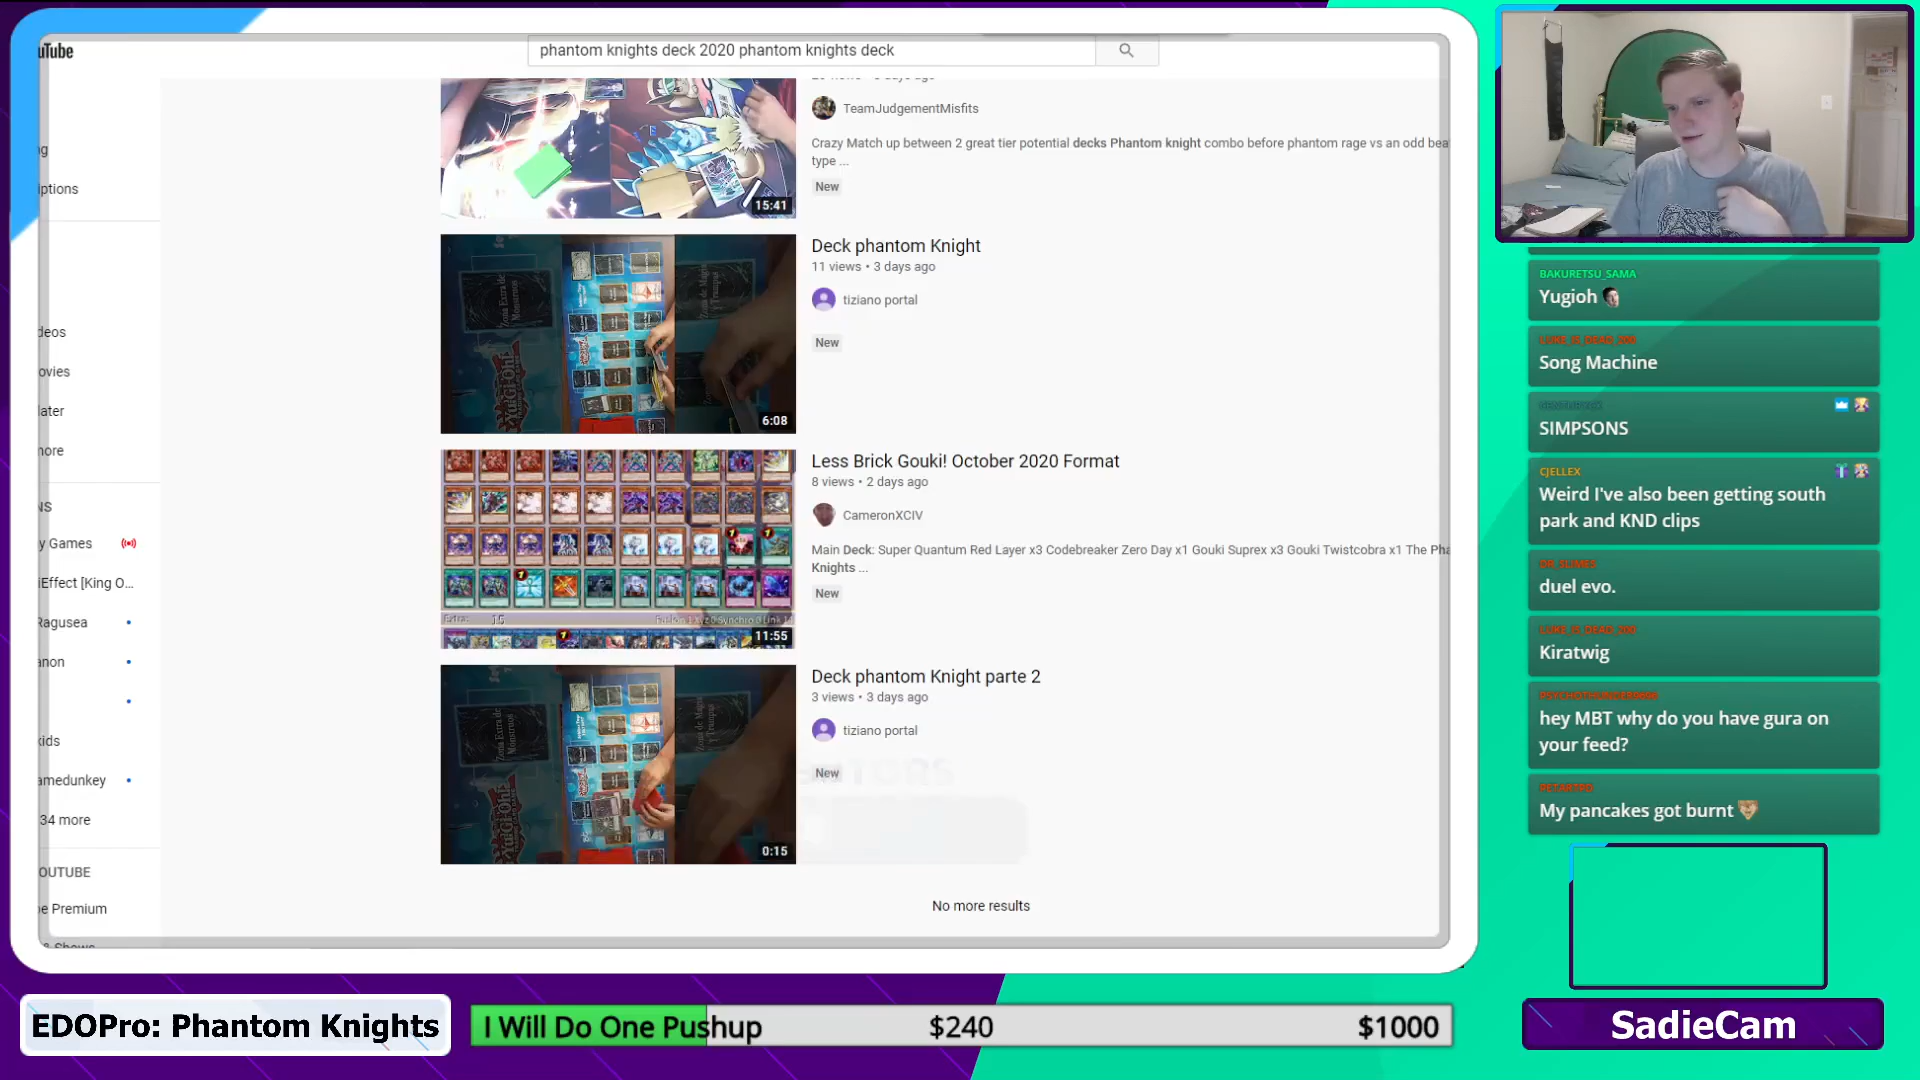 uTube
phantom knights deck 2020 phantom knights deck
TeamJudgementMisfits
Crazy Match up between 2 great tier potential decks Phantom knight combo before phantom rage vs an odd bea
type ...
New
15:41
Deck phantom Knight
11 views • 3 days ago
tiziano portal
New
6:08
Less Brick Gouki! October 2020 Format
8 views • 2 days ago
CameronXCIV
Main Deck: Super Quantum Red Layer x3 Codebreaker Zero Day x1 Gouki Suprex x3 Gouki Twistcobra x1 The Pha
Knights ...
New
11:55
Deck phantom Knight parte 2
3 views • 3 days ago
tiziano portal
New
0:15
No more results
ng
iptions
deos
ovies
later
nore
NS
y Games
iEffect [King O...
Ragusea
anon
kids
amedunkey
34 more
OUTUBE
be Premium
& Shows
BAKURETSU_SAMA
Yugioh
LUKE_IS_DEAD_200
Song Machine
SIMPSONS
CJELLEX
Weird I've also been getting south
park and KND clips
DR_SLIMES
duel evo.
LUKE_IS_DEAD_200
Kiratwig
hey MBT why do you have gura on
your feed?
My pancakes got burnt
EDOPro: Phantom Knights
I Will Do One Pushup
$240
$1000
SadieCam